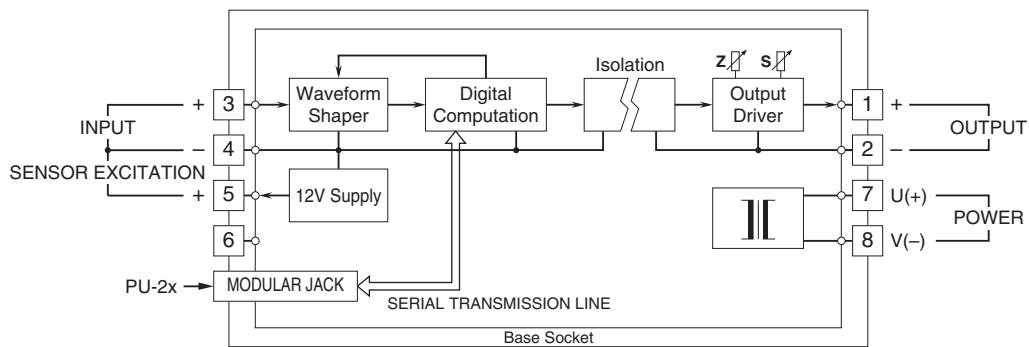 Z S
Isolation
+ 3 Waveform Shaper Digital Computation Output Driver 1 +
INPUT OUTPUT
– 4 2 –
SENSOR EXCITATION
+ 5 12V Supply 7 U(+)
POWER
6 8 V(–)
PU-2x MODULAR JACK
SERIAL TRANSMISSION LINE
Base Socket